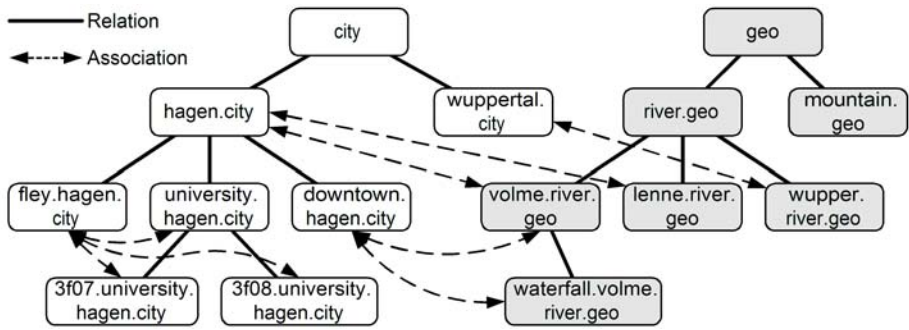 Relation
Association
city
geo
hagen.city
wuppertal.
city
river.geo
mountain.
geo
fley.hagen.
city
university.
hagen.city
downtown.
hagen.city
volme.river.
geo
lenne.river.
geo
wupper.
river.geo
3f07.university.
hagen.city
3f08.university.
hagen.city
waterfall.volme.
river.geo